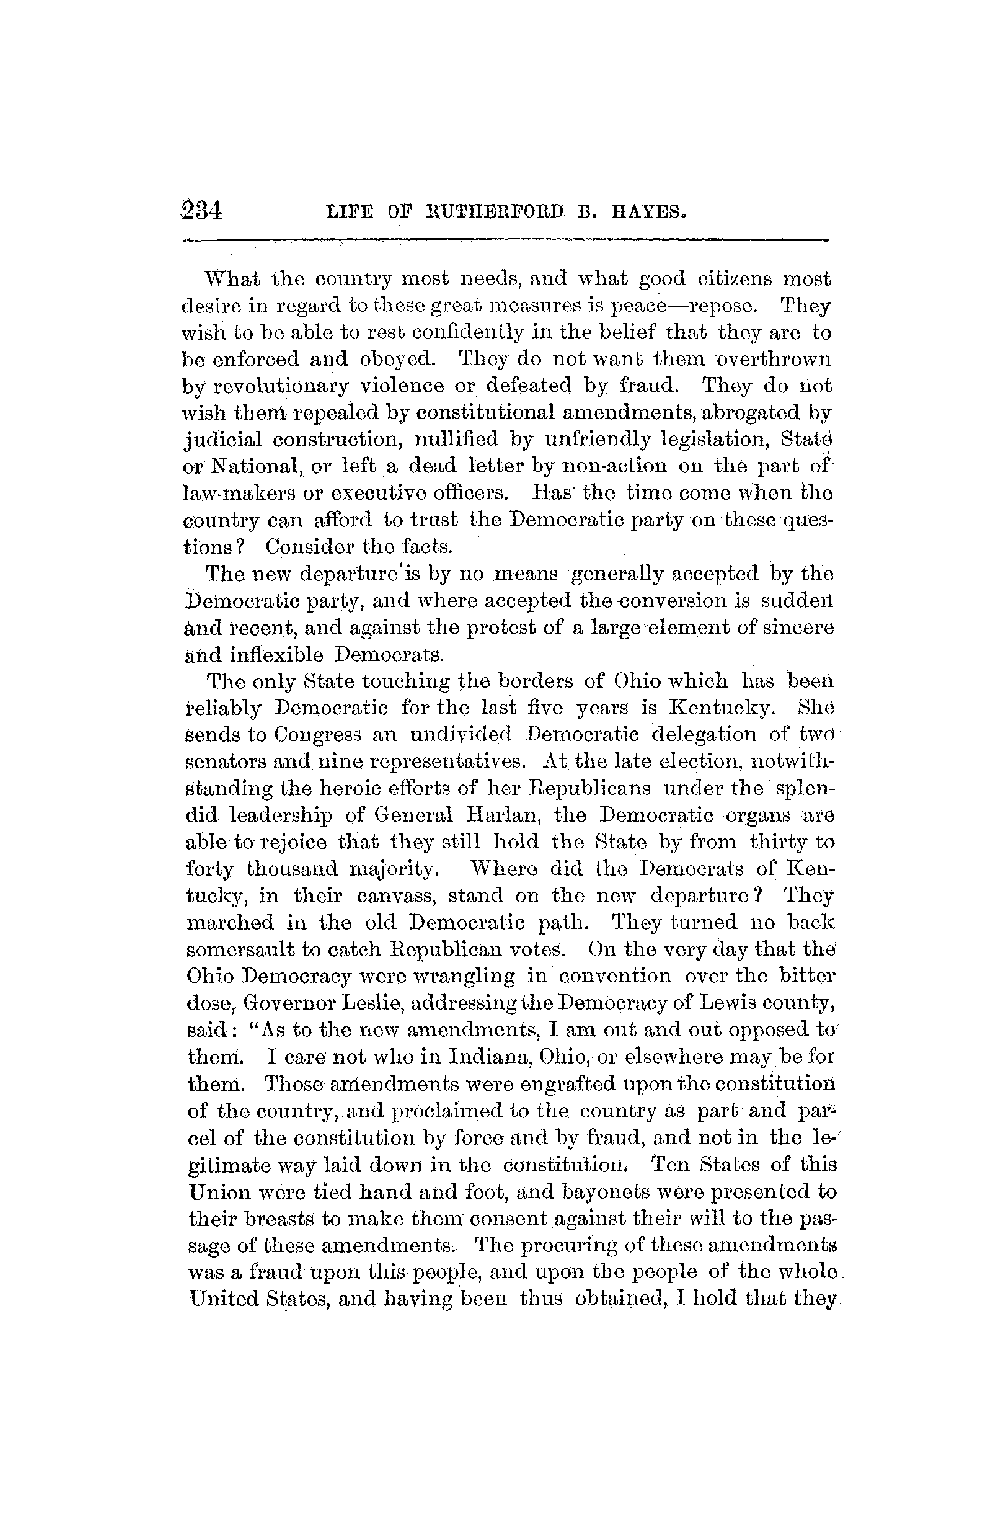 234 LIFE OF RUTHERFORD B. HAYES.
What the country most needs, and what good citizens most
desire in regard to these great measures is peace—repose. They
wish to be able to rest confidently in the belief that they are to
be enforced and obeyed. They do not want them overthrown
by revolutionary violence or defeated by fraud. They do not
wish them repealed by constitutional amendments, abrogated by
judicial construction, nullified by unfriendly legislation, State
or National, or left a dead letter by non-action on the part of
law-makers or executive officers. Has the time come when the
country can afford to trust the Democratic party on these ques-
tions? Consider the facts.
The new departure is by no means generally accepted by the
Democratic party, and where accepted the conversion is sudden
and recent, and against the protest of a large element of sincere
and inflexible Democrats.
The only State touching the borders of Ohio which has been
reliably Democratic for the last five years is Kentucky. She
sends to Congress an undivided Democratic delegation of two
senators and nine representatives. At the late election, notwith-
standing the heroic efforts of her Republicans under the splen-
did leadership of General Harlan, the Democratic organs are
able to rejoice that they still hold the State by from thirty to
forty thousand majority. Where did the Democrats of Ken-
tucky, in their canvass, stand on the new departure? They
marched in the old Democratic path. They turned no back
somersault to catch Republican votes. On the very day that the
Ohio Democracy were wrangling in convention over the bitter
dose, Governor Leslie, addressing the Democracy of Lewis county,
said: "As to the new amendments, I am out and out opposed to
them. I care not who in Indiana, Ohio, or elsewhere may be for
them. Those amendments were engrafted upon the constitution
of the country, and proclaimed to the country as part and par-
cel of the constitution by force and by fraud, and not in the le-
gitimate way laid down in the constitution. Ten States of this
Union were tied hand and foot, and bayonets were presented to
their breasts to make them consent against their will to the pas-
sage of these amendments. The procuring of these amendments
was a fraud upon this people, and upon the people of the whole
United States, and having been thus obtained, I hold that they